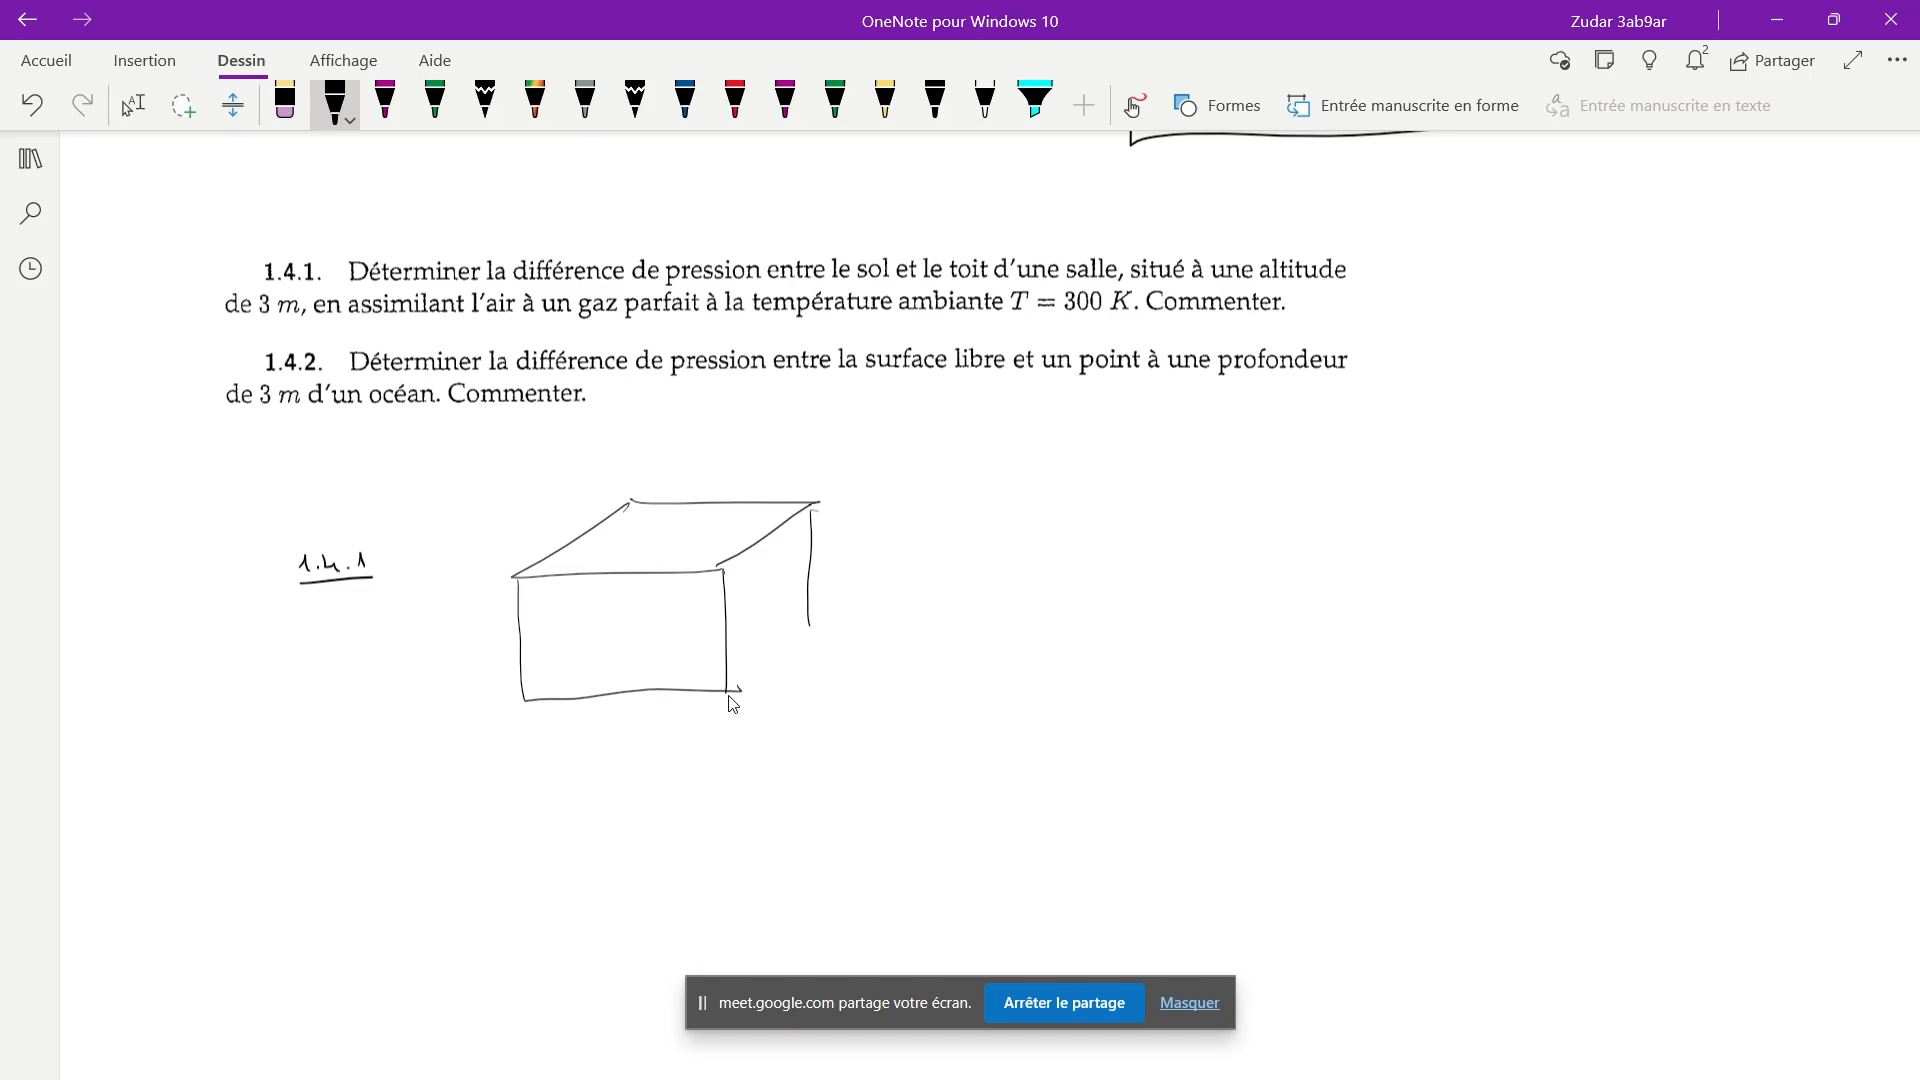 OneNote pour Windows 10
Zudar 3ab9ar
Accueil Insertion Dessin Affichage Aide
2 Partager
Formes Entrée manuscrite en forme Entrée manuscrite en texte
1.4.1. Déterminer la différence de pression entre le sol et le toit d'une salle, situé à une altitude
de 3 m, en assimilant l'air à un gaz parfait à la température ambiante T = 300 K. Commenter.
1.4.2. Déterminer la différence de pression entre la surface libre et un point à une profondeur
de 3 m d'un océan. Commenter.
1.4.1
meet.google.com partage votre écran. Arrêter le partage Masquer